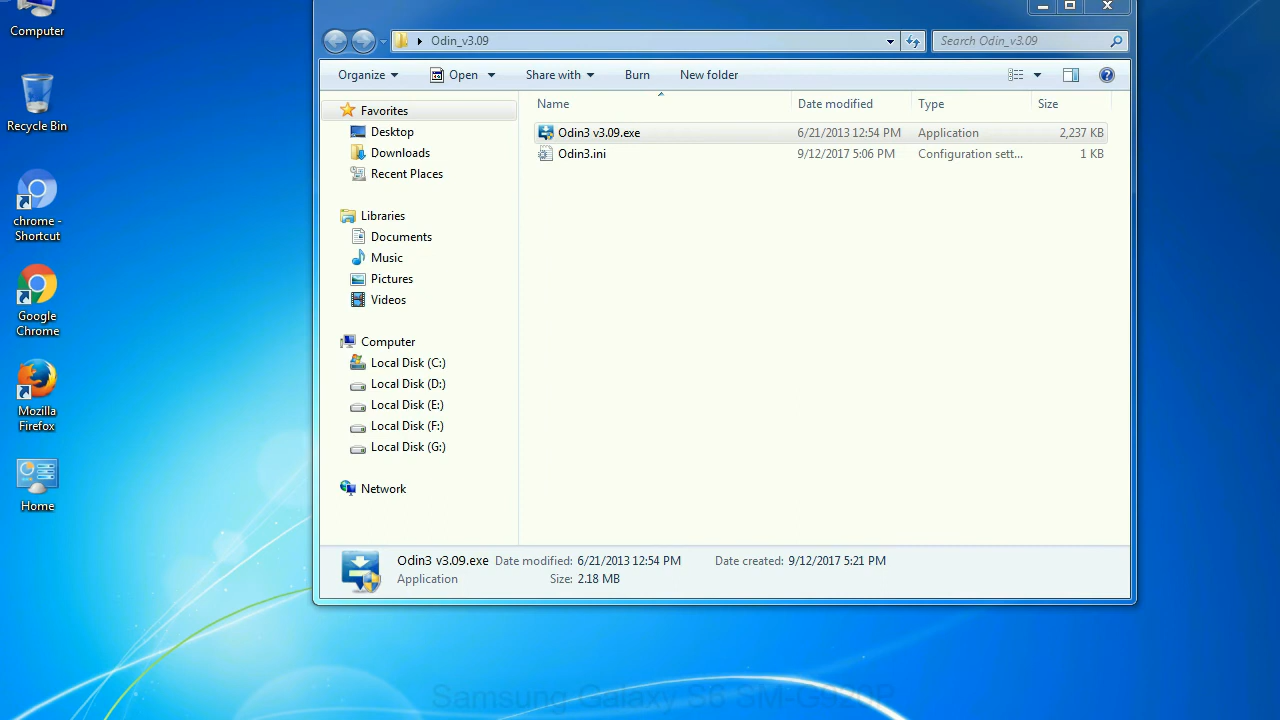 Computer
Recycle Bin
chrome -
Shortcut
Google
Chrome
Mozilla
Firefox
Home
Odin_v3.09
Search Odin_v3.09
Organize
Open
Share with
Burn
New folder
Name
Date modified
Type
Size
Odin3 v3.09.exe
6/21/2013 12:54 PM
Application
2,237 KB
Odin3.ini
9/12/2017 5:06 PM
Configuration sett...
1 KB
Favorites
Desktop
Downloads
Recent Places
Libraries
Documents
Music
Pictures
Videos
Computer
Local Disk (C:)
Local Disk (D:)
Local Disk (E:)
Local Disk (F:)
Local Disk (G:)
Network
Odin3 v3.09.exe
Date modified: 6/21/2013 12:54 PM
Date created: 9/12/2017 5:21 PM
Application
Size: 2.18 MB
Samsung Galaxy S6 SM-G920P